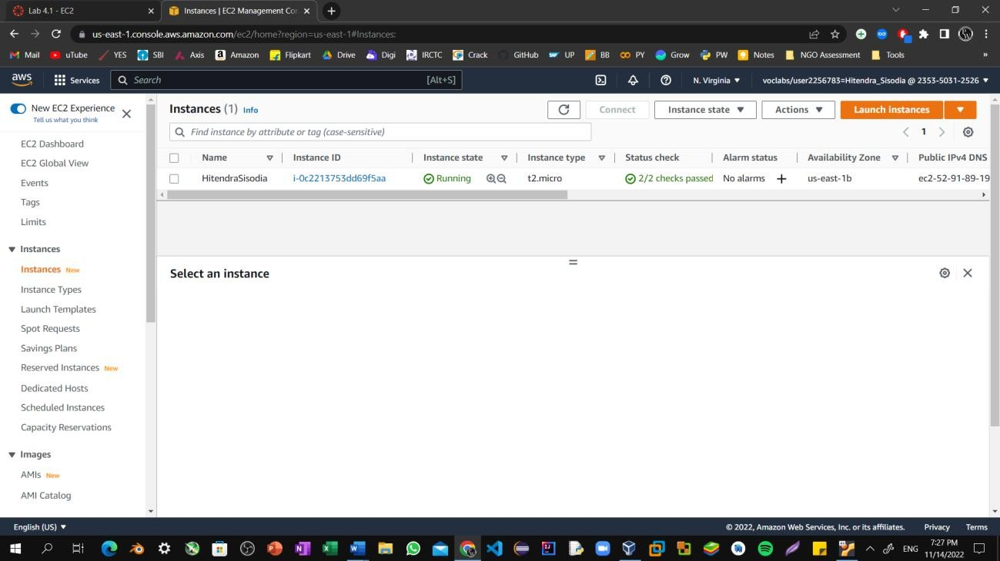 Lab 4.1 - EC2
Instances | EC2 Management Cor
us-east-1.console.aws.amazon.com/ec2/home?region=us-east-1#Instances:
Mail uTube YES SBI Axis Amazon Flipkart Drive Digi IRCTC Crack GitHub UP BB PY Grow PW Notes NGO Assessment Tools »
aws Services Search [Alt+S] N. Virginia voclabs/user2256783=Hitendra_Sisodia @ 2353-5031-2526
New EC2 Experience
Tell us what you think
EC2 Dashboard
EC2 Global View
Events
Tags
Limits
Instances
Instances New
Instance Types
Launch Templates
Spot Requests
Savings Plans
Reserved Instances New
Dedicated Hosts
Scheduled Instances
Capacity Reservations
Images
AMIs New
AMI Catalog
Instances (1) Info Connect Instance state Actions Launch instances
Find instance by attribute or tag (case-sensitive) 1
Name Instance ID Instance state Instance type Status check Alarm status Availability Zone Public IPv4 DNS
HitendraSisodia i-0c2213753dd69f5aa Running t2.micro 2/2 checks passed No alarms + us-east-1b ec2-52-91-89-19
Select an instance
English (US) © 2022, Amazon Web Services, Inc. or its affiliates. Privacy Terms
ENG 7:27 PM
11/14/2022